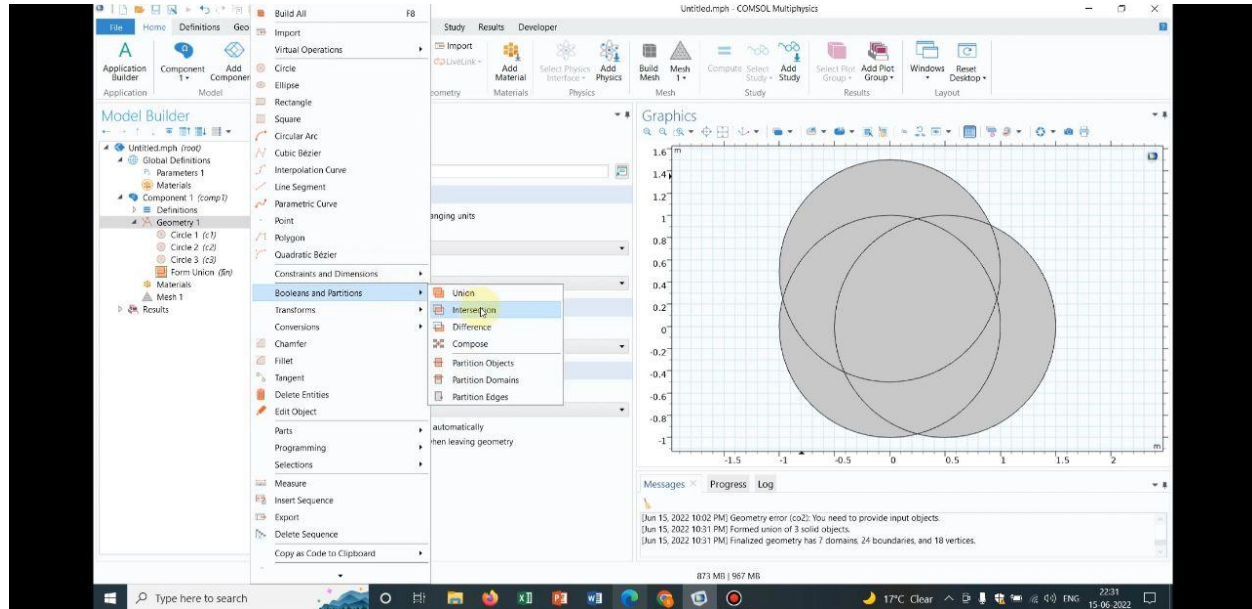 Untitled.mph - COMSOL Multiphysics
File Home Definitions Geo Study Results Developer
Application Builder
Component 1
Add Component
Import
LiveLink
Add Material
Select Physics Interface
Add Physics
Build Mesh
Mesh 1
Compute
Select Study
Add Study
Select Plot Group
Add Plot Group
Windows
Reset Desktop
Application Model ometry Materials Physics Mesh Study Results Layout
Model Builder
Untitled.mph (root)
Global Definitions
Parameters 1
Materials
Component 1 (comp1)
Definitions
Geometry 1
Circle 1 (c1)
Circle 2 (c2)
Circle 3 (c3)
Form Union (fin)
Materials
Mesh 1
Results
Build All F8
Import
Virtual Operations
Circle
Ellipse
Rectangle
Square
Circular Arc
Cubic Bézier
Interpolation Curve
Line Segment
Parametric Curve
Point
Polygon
Quadratic Bézier
Constraints and Dimensions
Booleans and Partitions
Transforms
Conversions
Chamfer
Fillet
Tangent
Delete Entities
Edit Object
Parts
Programming
Selections
Measure
Insert Sequence
Export
Delete Sequence
Copy as Code to Clipboard
Union
Intersection
Difference
Compose
Partition Objects
Partition Domains
Partition Edges
anging units
automatically
hen leaving geometry
Graphics
m
1.6
1.4
1.2
1
0.8
0.6
0.4
0.2
0
-0.2
-0.4
-0.6
-0.8
-1
-1.5 -1 -0.5 0 0.5 1 1.5 2
m
Messages Progress Log
[Jun 15, 2022 10:02 PM] Geometry error (co2): You need to provide input objects.
[Jun 15, 2022 10:31 PM] Formed union of 3 solid objects.
[Jun 15, 2022 10:31 PM] Finalized geometry has 7 domains, 24 boundaries, and 18 vertices.
873 MB | 967 MB
Type here to search
17°C Clear
ENG
22:31
15-06-2022